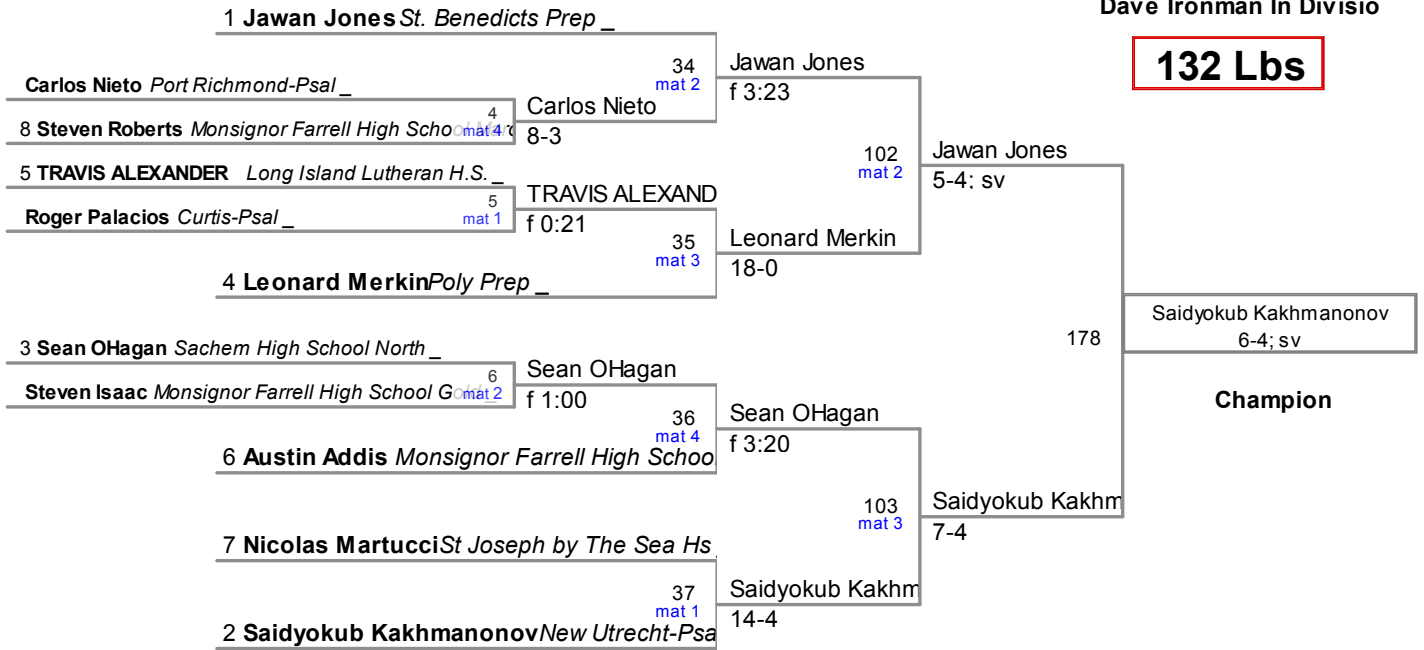 Dave Ironman In Divisio
132 Lbs
1 Jawan Jones St. Benedicts Prep _
34
mat 2
Jawan Jones
f 3:23
Carlos Nieto Port Richmond-Psal _
4
mat 4
Carlos Nieto
8-3
8 Steven Roberts Monsignor Farrell High School
102
mat 2
Jawan Jones
5-4; sv
5 TRAVIS ALEXANDER Long Island Lutheran H.S. _
5
mat 1
TRAVIS ALEXAND
f 0:21
Roger Palacios Curtis-Psal _
35
mat 3
Leonard Merkin
18-0
4 Leonard Merkin Poly Prep _
178
Saidyokub Kakhmanonov
6-4; sv
Champion
3 Sean OHagan Sachem High School North _
6
mat 2
Sean OHagan
f 1:00
Steven Isaac Monsignor Farrell High School Gold _
36
mat 4
Sean OHagan
f 3:20
6 Austin Addis Monsignor Farrell High School
103
mat 3
Saidyokub Kakhm
7-4
7 Nicolas Martucci St Joseph by The Sea Hs
37
mat 1
Saidyokub Kakhm
14-4
2 Saidyokub Kakhmanonov New Utrecht-Psa